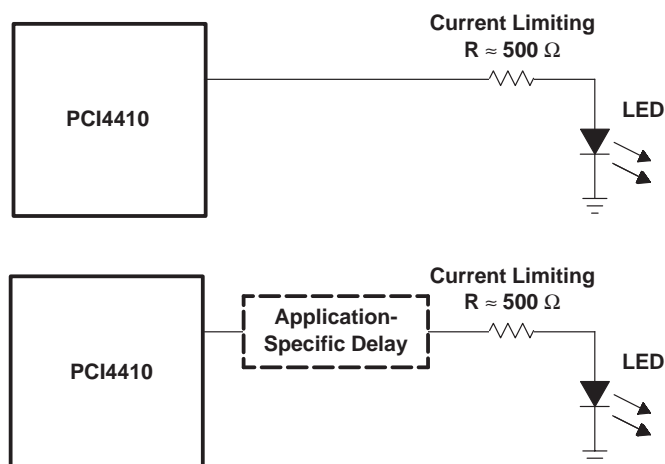 Current Limiting
R ≈ 500 Ω
PCI4410
LED
Current Limiting
R ≈ 500 Ω
Application-
Specific Delay
LED
PCI4410